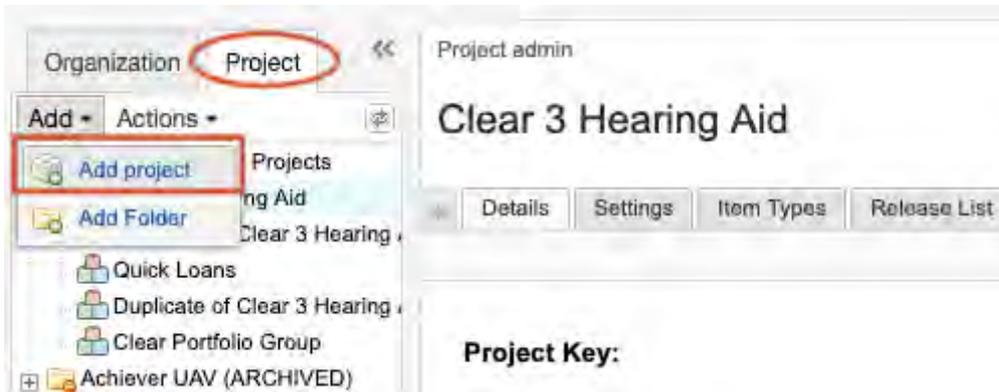 Organization Project
Add Actions
Add project
Projects
ng Aid
Add Folder
Clear 3 Hearing
Quick Loans
Duplicate of Clear 3 Hearing
Clear Portfolio Group
Achiever UAV (ARCHIVED)
Project admin
Clear 3 Hearing Aid
Details Settings Item Types Release List
Project Key: